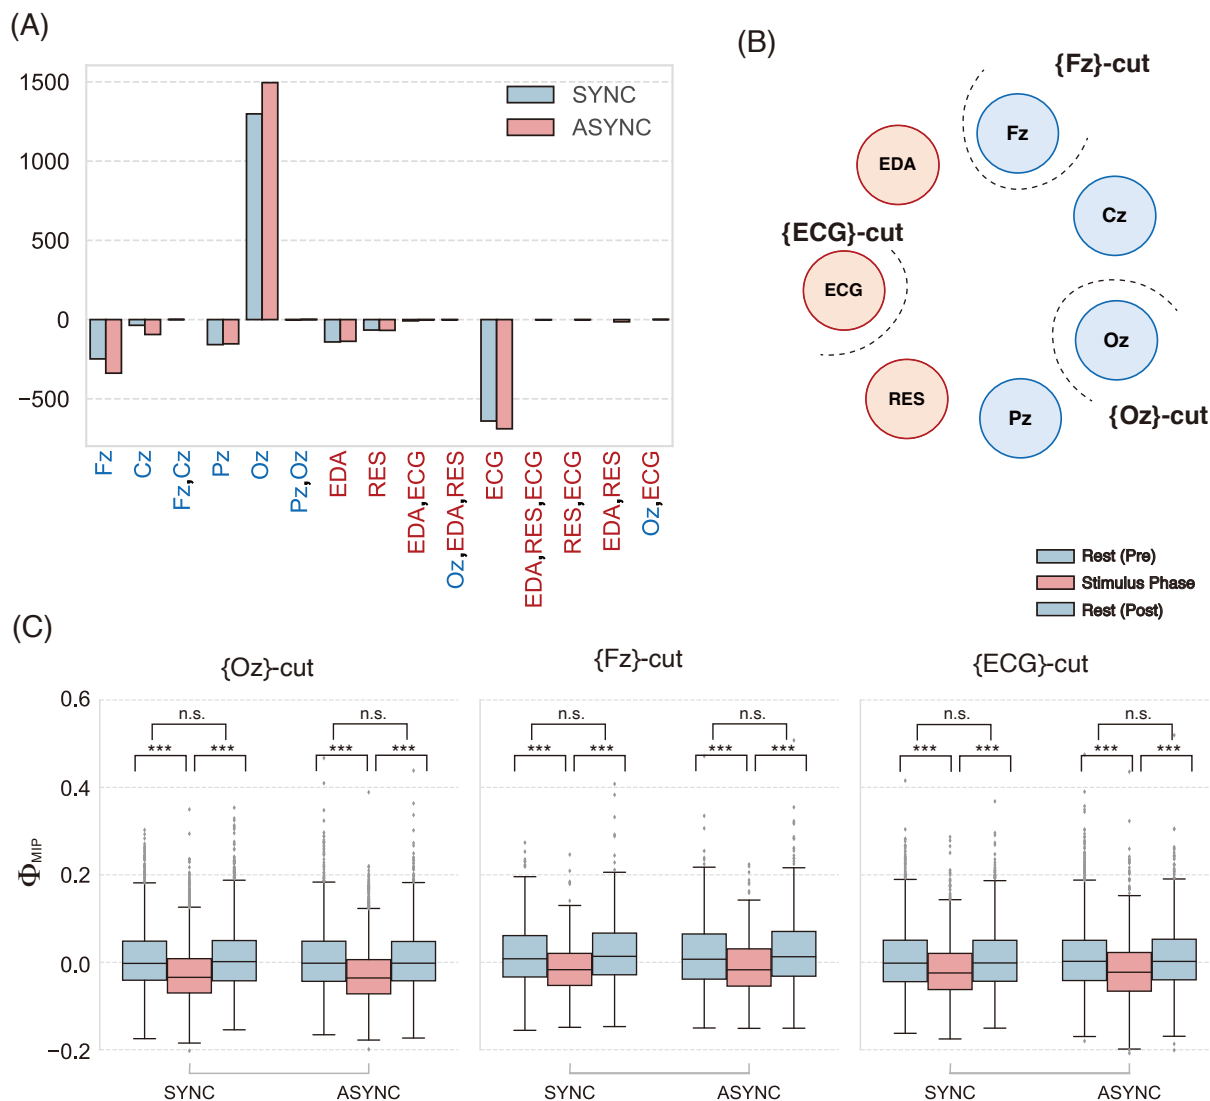 (A)
1500
1000
500
0
−500
SYNC
ASYNC
Fz
Cz
Fz,Cz
Pz
Oz
Pz,Oz
EDA
RES
EDA,ECG
Oz,EDA,RES
ECG
EDA,RES,ECG
RES,ECG
EDA,RES
Oz,ECG
(B)
{Fz}-cut
Fz
EDA
Cz
{ECG}-cut
ECG
Oz
RES
Pz
{Oz}-cut
Rest (Pre)
Stimulus Phase
Rest (Post)
(C)
{Oz}-cut
{Fz}-cut
{ECG}-cut
ΦMIP
0.6
0.4
0.2
0.0
−0.2
n.s.
*** ***
n.s.
*** ***
n.s.
*** ***
n.s.
*** ***
n.s.
*** ***
n.s.
*** ***
SYNC ASYNC
SYNC ASYNC
SYNC ASYNC